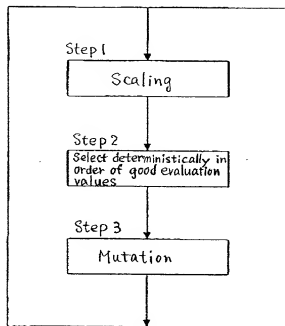 Step 1
Scaling
Step 2
Select deterministically in
order of good evaluation
values
Step 3
Mutation